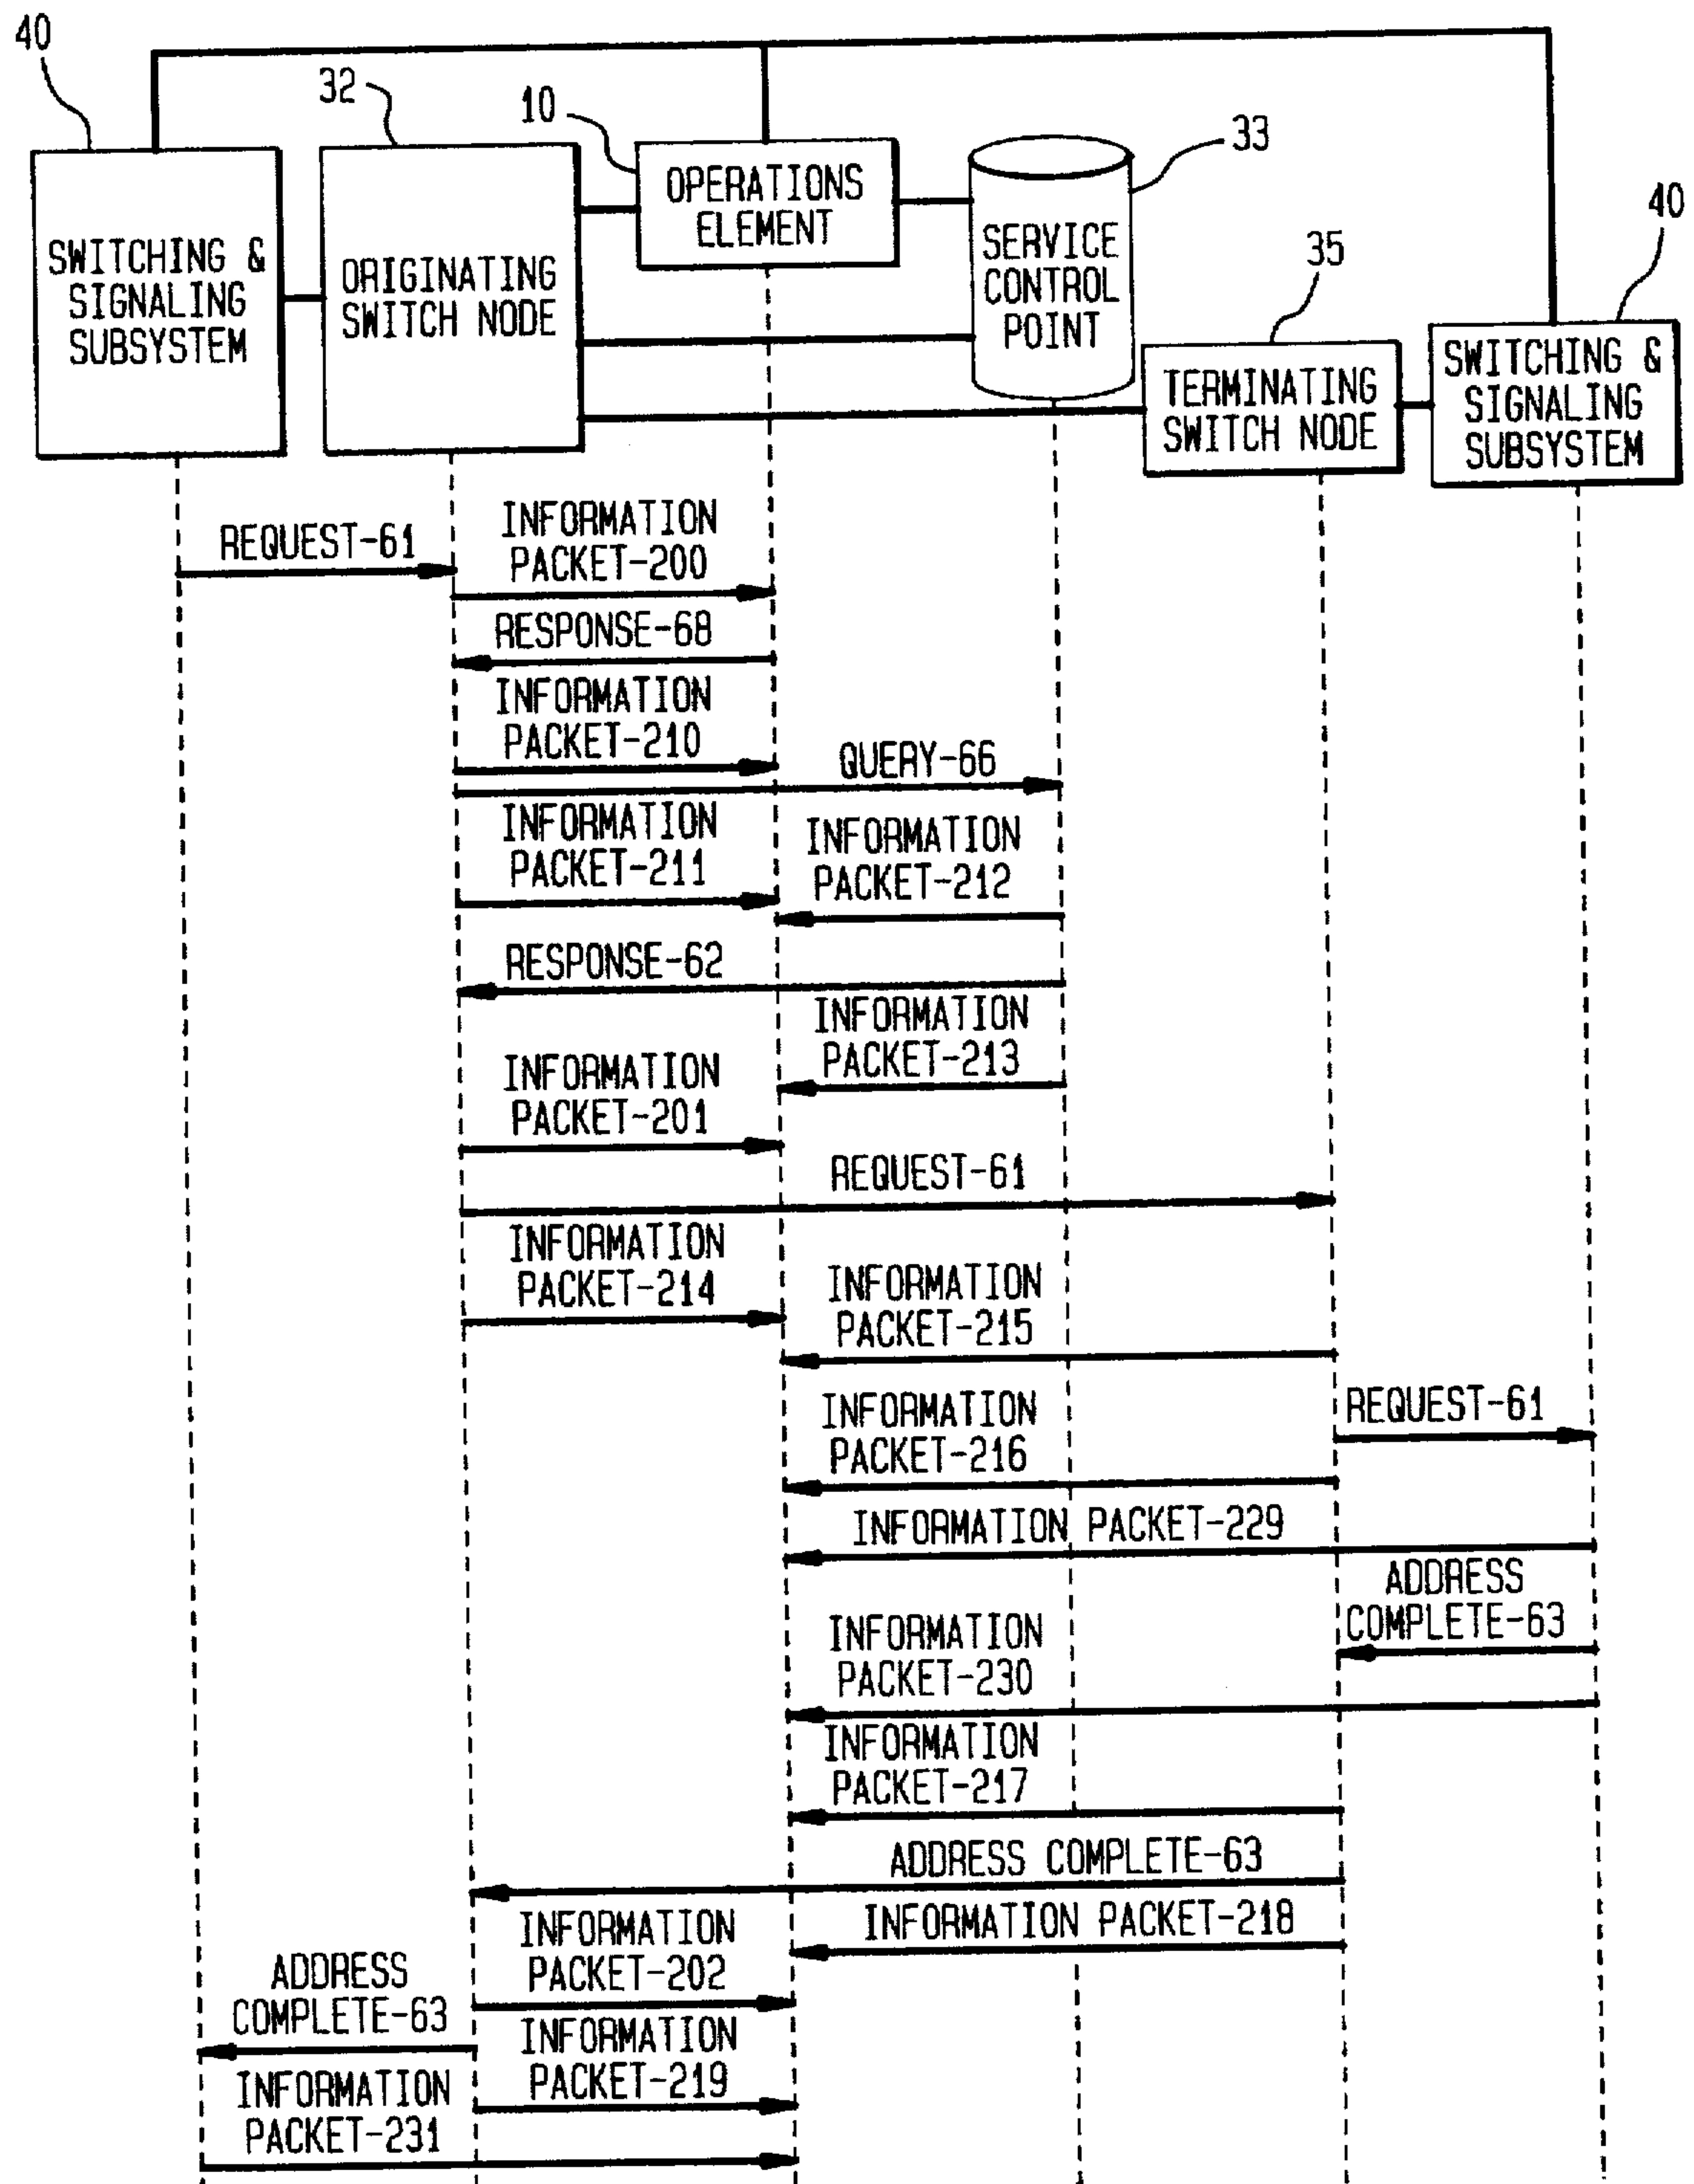 40
32
10
33
40
35
SWITCHING &
SIGNALING
SUBSYSTEM
ORIGINATING
SWITCH NODE
OPERATIONS
ELEMENT
SERVICE
CONTROL
POINT
TERMINATING
SWITCH NODE
SWITCHING &
SIGNALING
SUBSYSTEM
REQUEST-61
INFORMATION
PACKET-200
RESPONSE-68
INFORMATION
PACKET-210
QUERY-66
INFORMATION
PACKET-211
INFORMATION
PACKET-212
RESPONSE-62
INFORMATION
PACKET-213
INFORMATION
PACKET-201
REQUEST-61
INFORMATION
PACKET-214
INFORMATION
PACKET-215
REQUEST-61
INFORMATION
PACKET-216
INFORMATION PACKET-229
ADDRESS
COMPLETE-63
INFORMATION
PACKET-230
INFORMATION
PACKET-217
ADDRESS COMPLETE-63
INFORMATION PACKET-218
INFORMATION
PACKET-202
ADDRESS
COMPLETE-63
INFORMATION
PACKET-219
INFORMATION
PACKET-231